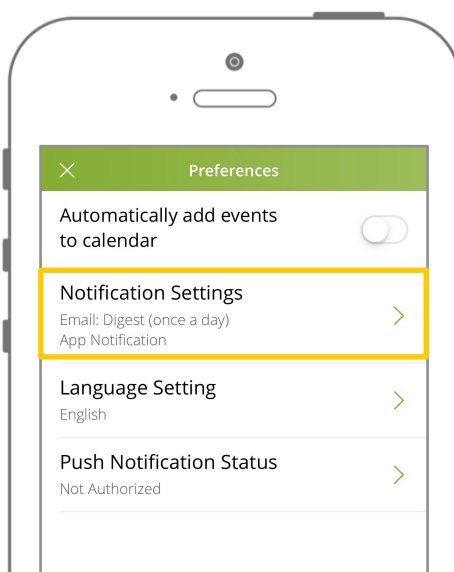 Preferences
Automatically add events
to calendar
Notification Settings
Email: Digest (once a day)
App Notification
Language Setting
English
Push Notification Status
Not Authorized